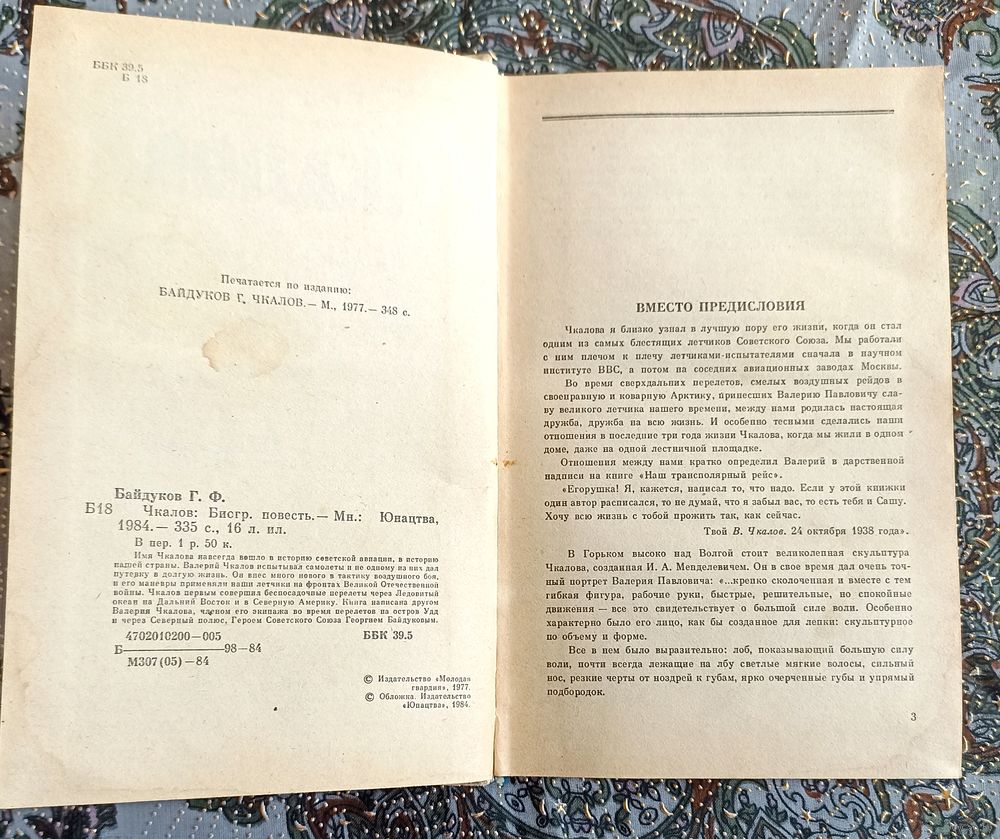 ББК 39.5
Б 18
Печатается по изданию:
БАЙДУКОВ Г. ЧКАЛОВ.— М., 1977.— 348 с.
Байдуков Г. Ф.
Б18 Чкалов: Биогр. повесть.— Мн.: Юнацтва,
1984.— 335 с., 16 л. ил.
В пер. 1 р. 50 к.
Имя Чкалова навсегда вошло в историю советской авиации, в историю
нашей страны. Валерий Чкалов испытывал самолеты и не одному из них дал
путевку в долгую жизнь. Он внес много нового в тактику воздушного боя,
и его маневры применяли наши летчики на фронтах Великой Отечественной
войны. Чкалов первым совершил беспосадочные перелеты через Ледовитый
океан на Дальний Восток и в Северную Америку. Книга написана другом
Валерия Чкалова, членом его экипажа во время перелетов на остров Удд
и через Северный полюс, Героем Советского Союза Георгием Байдуковым.
4702010200—005
Б————————98—84
М307(05)—84
ББК 39.5
© Издательство «Молодая
гвардия», 1977.
© Обложка. Издательство
«Юнацтва», 1984.
ВМЕСТО ПРЕДИСЛОВИЯ
Чкалова я близко узнал в лучшую пору его жизни, когда он стал
одним из самых блестящих летчиков Советского Союза. Мы работали
с ним плечом к плечу летчиками-испытателями сначала в научном
институте ВВС, а потом на соседних авиационных заводах Москвы.
Во время сверхдальних перелетов, смелых воздушных рейдов в
своенравную и коварную Арктику, принесших Валерию Павловичу сла-
ву великого летчика нашего времени, между нами родилась настоящая
дружба, дружба на всю жизнь. И особенно тесными сделались наши
отношения в последние три года жизни Чкалова, когда мы жили в одном
доме, даже на одной лестничной площадке.
Отношения между нами кратко определил Валерий в дарственной
надписи на книге «Наш трансполярный рейс».
«Егорушка! Я, кажется, написал то, что надо. Если у этой книжки
один автор расписался, то не думай, что я забыл вас, то есть тебя и Сашу.
Хочу всю жизнь с тобой прожить так, как сейчас.
Твой В. Чкалов. 24 октября 1938 года».
В Горьком высоко над Волгой стоит великолепная скульптура
Чкалова, созданная И. А. Менделевичем. Он в свое время дал очень точ-
ный портрет Валерия Павловича: «...крепко сколоченная и вместе с тем
гибкая фигура, рабочие руки, быстрые, решительные, но спокойные
движения — все это свидетельствует о большой силе воли. Особенно
характерно было его лицо, как бы созданное для лепки: скульптурное
по объему и форме.
Все в нем было выразительно: лоб, показывающий большую силу
воли, почти всегда лежащие на лбу светлые мягкие волосы, сильный
нос, резкие черты от ноздрей к губам, ярко очерченные губы и упрямый
подбородок.
3